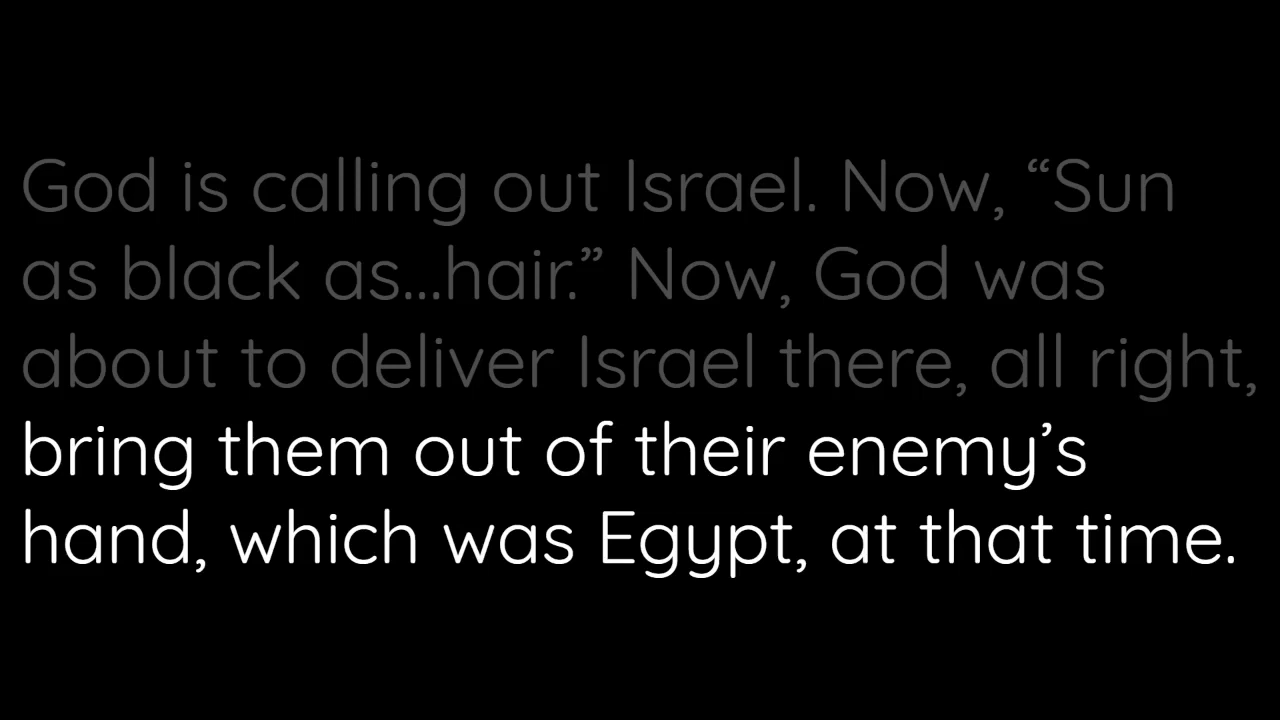 God is calling out Israel. Now, “Sun
as black as...hair.” Now, God was
about to deliver Israel there, all right,
bring them out of their enemy’s
hand, which was Egypt, at that time.